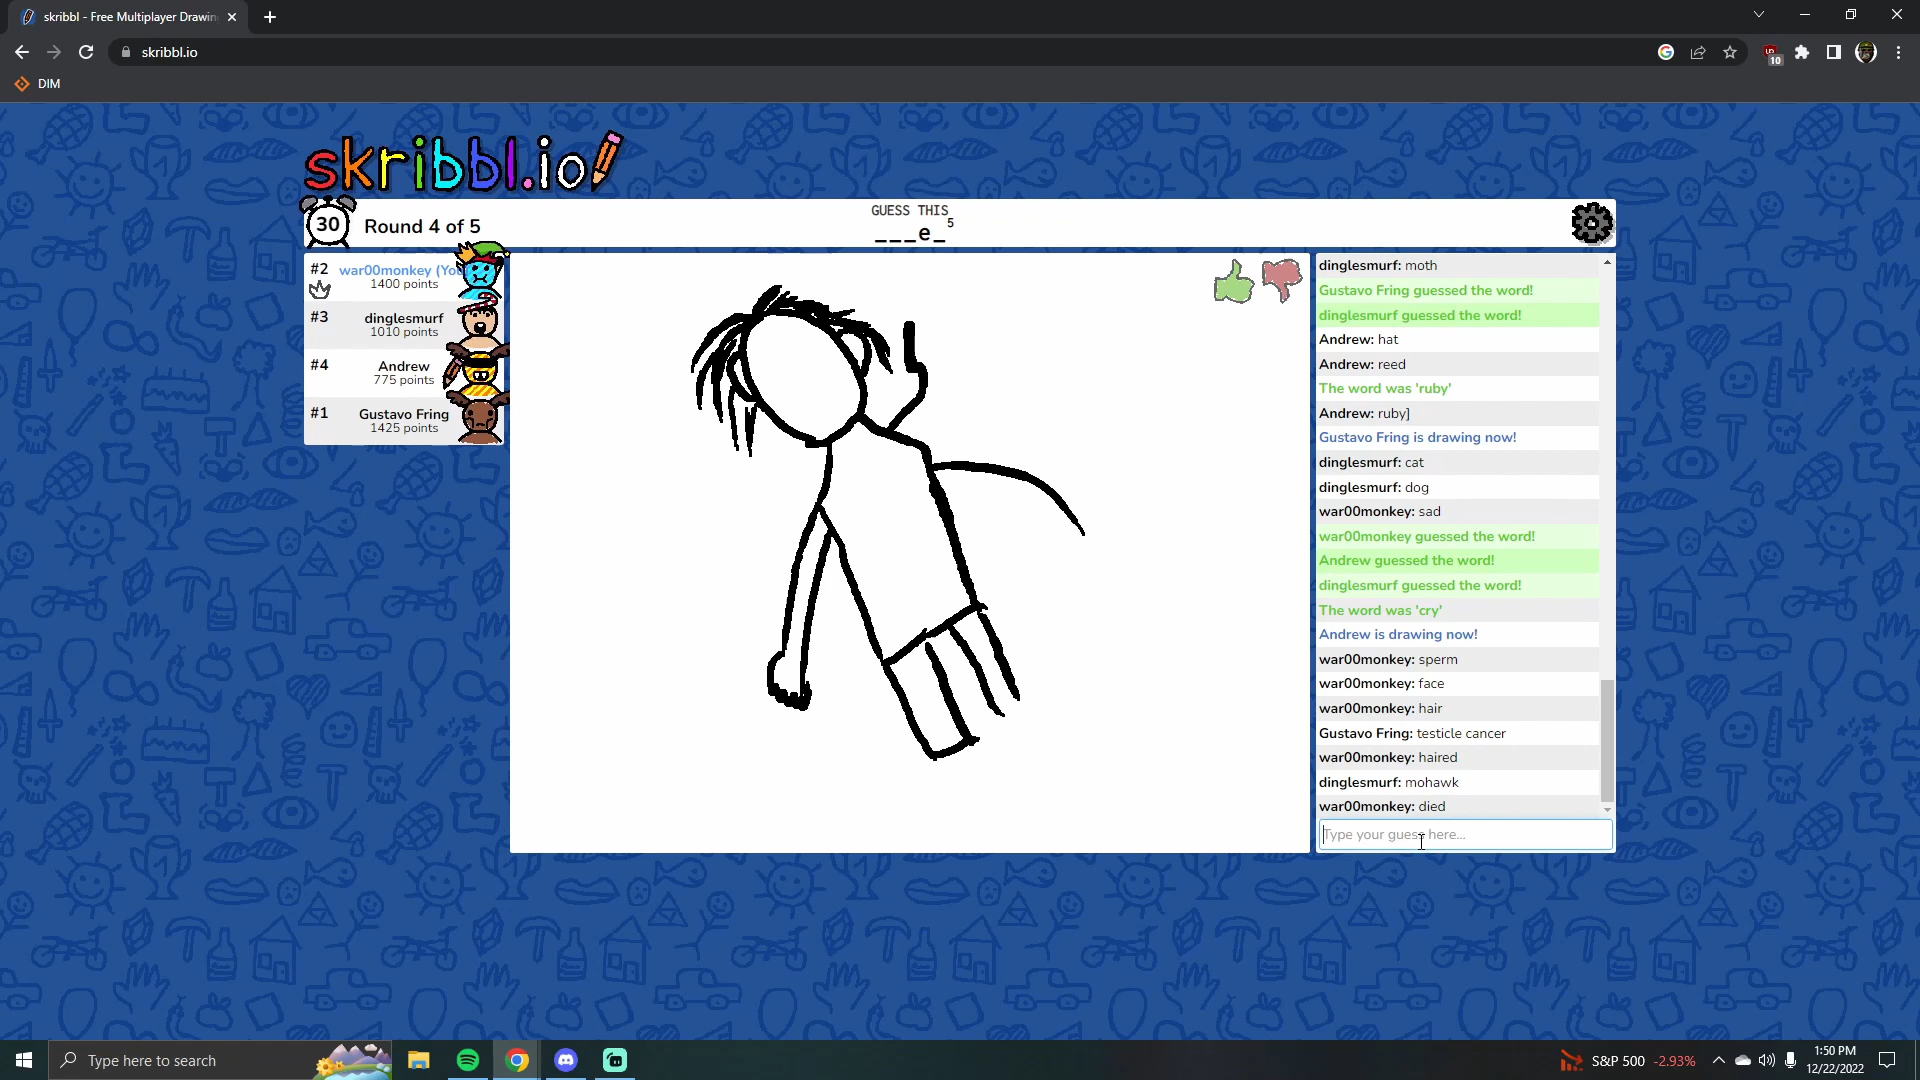 skribbl - Free Multiplayer Drawin
skribbl.io
10
DIM
skribbl.io
30
Round 4 of 5
GUESS THIS
___e_ 5
#2 war00monkey (You
1400 points
#3 dinglesmurf
1010 points
#4 Andrew
775 points
#1 Gustavo Fring
1425 points
dinglesmurf: moth
Gustavo Fring guessed the word!
dinglesmurf guessed the word!
Andrew: hat
Andrew: reed
The word was 'ruby'
Andrew: ruby]
Gustavo Fring is drawing now!
dinglesmurf: cat
dinglesmurf: dog
war00monkey: sad
war00monkey guessed the word!
Andrew guessed the word!
dinglesmurf guessed the word!
The word was 'cry'
Andrew is drawing now!
war00monkey: sperm
war00monkey: face
war00monkey: hair
Gustavo Fring: testicle cancer
war00monkey: haired
dinglesmurf: mohawk
war00monkey: died
Type your guess here...
Type here to search
S&P 500 -2.93%
1:50 PM
12/22/2022